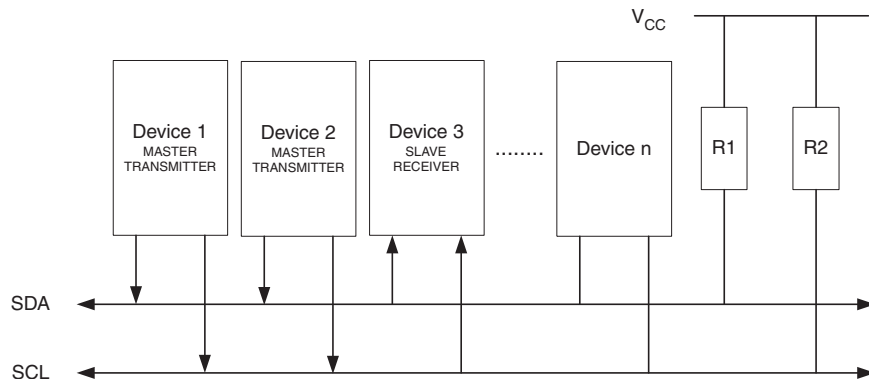 V_CC
Device 1
MASTER
TRANSMITTER
Device 2
MASTER
TRANSMITTER
Device 3
SLAVE
RECEIVER
........
Device n
R1
R2
SDA
SCL